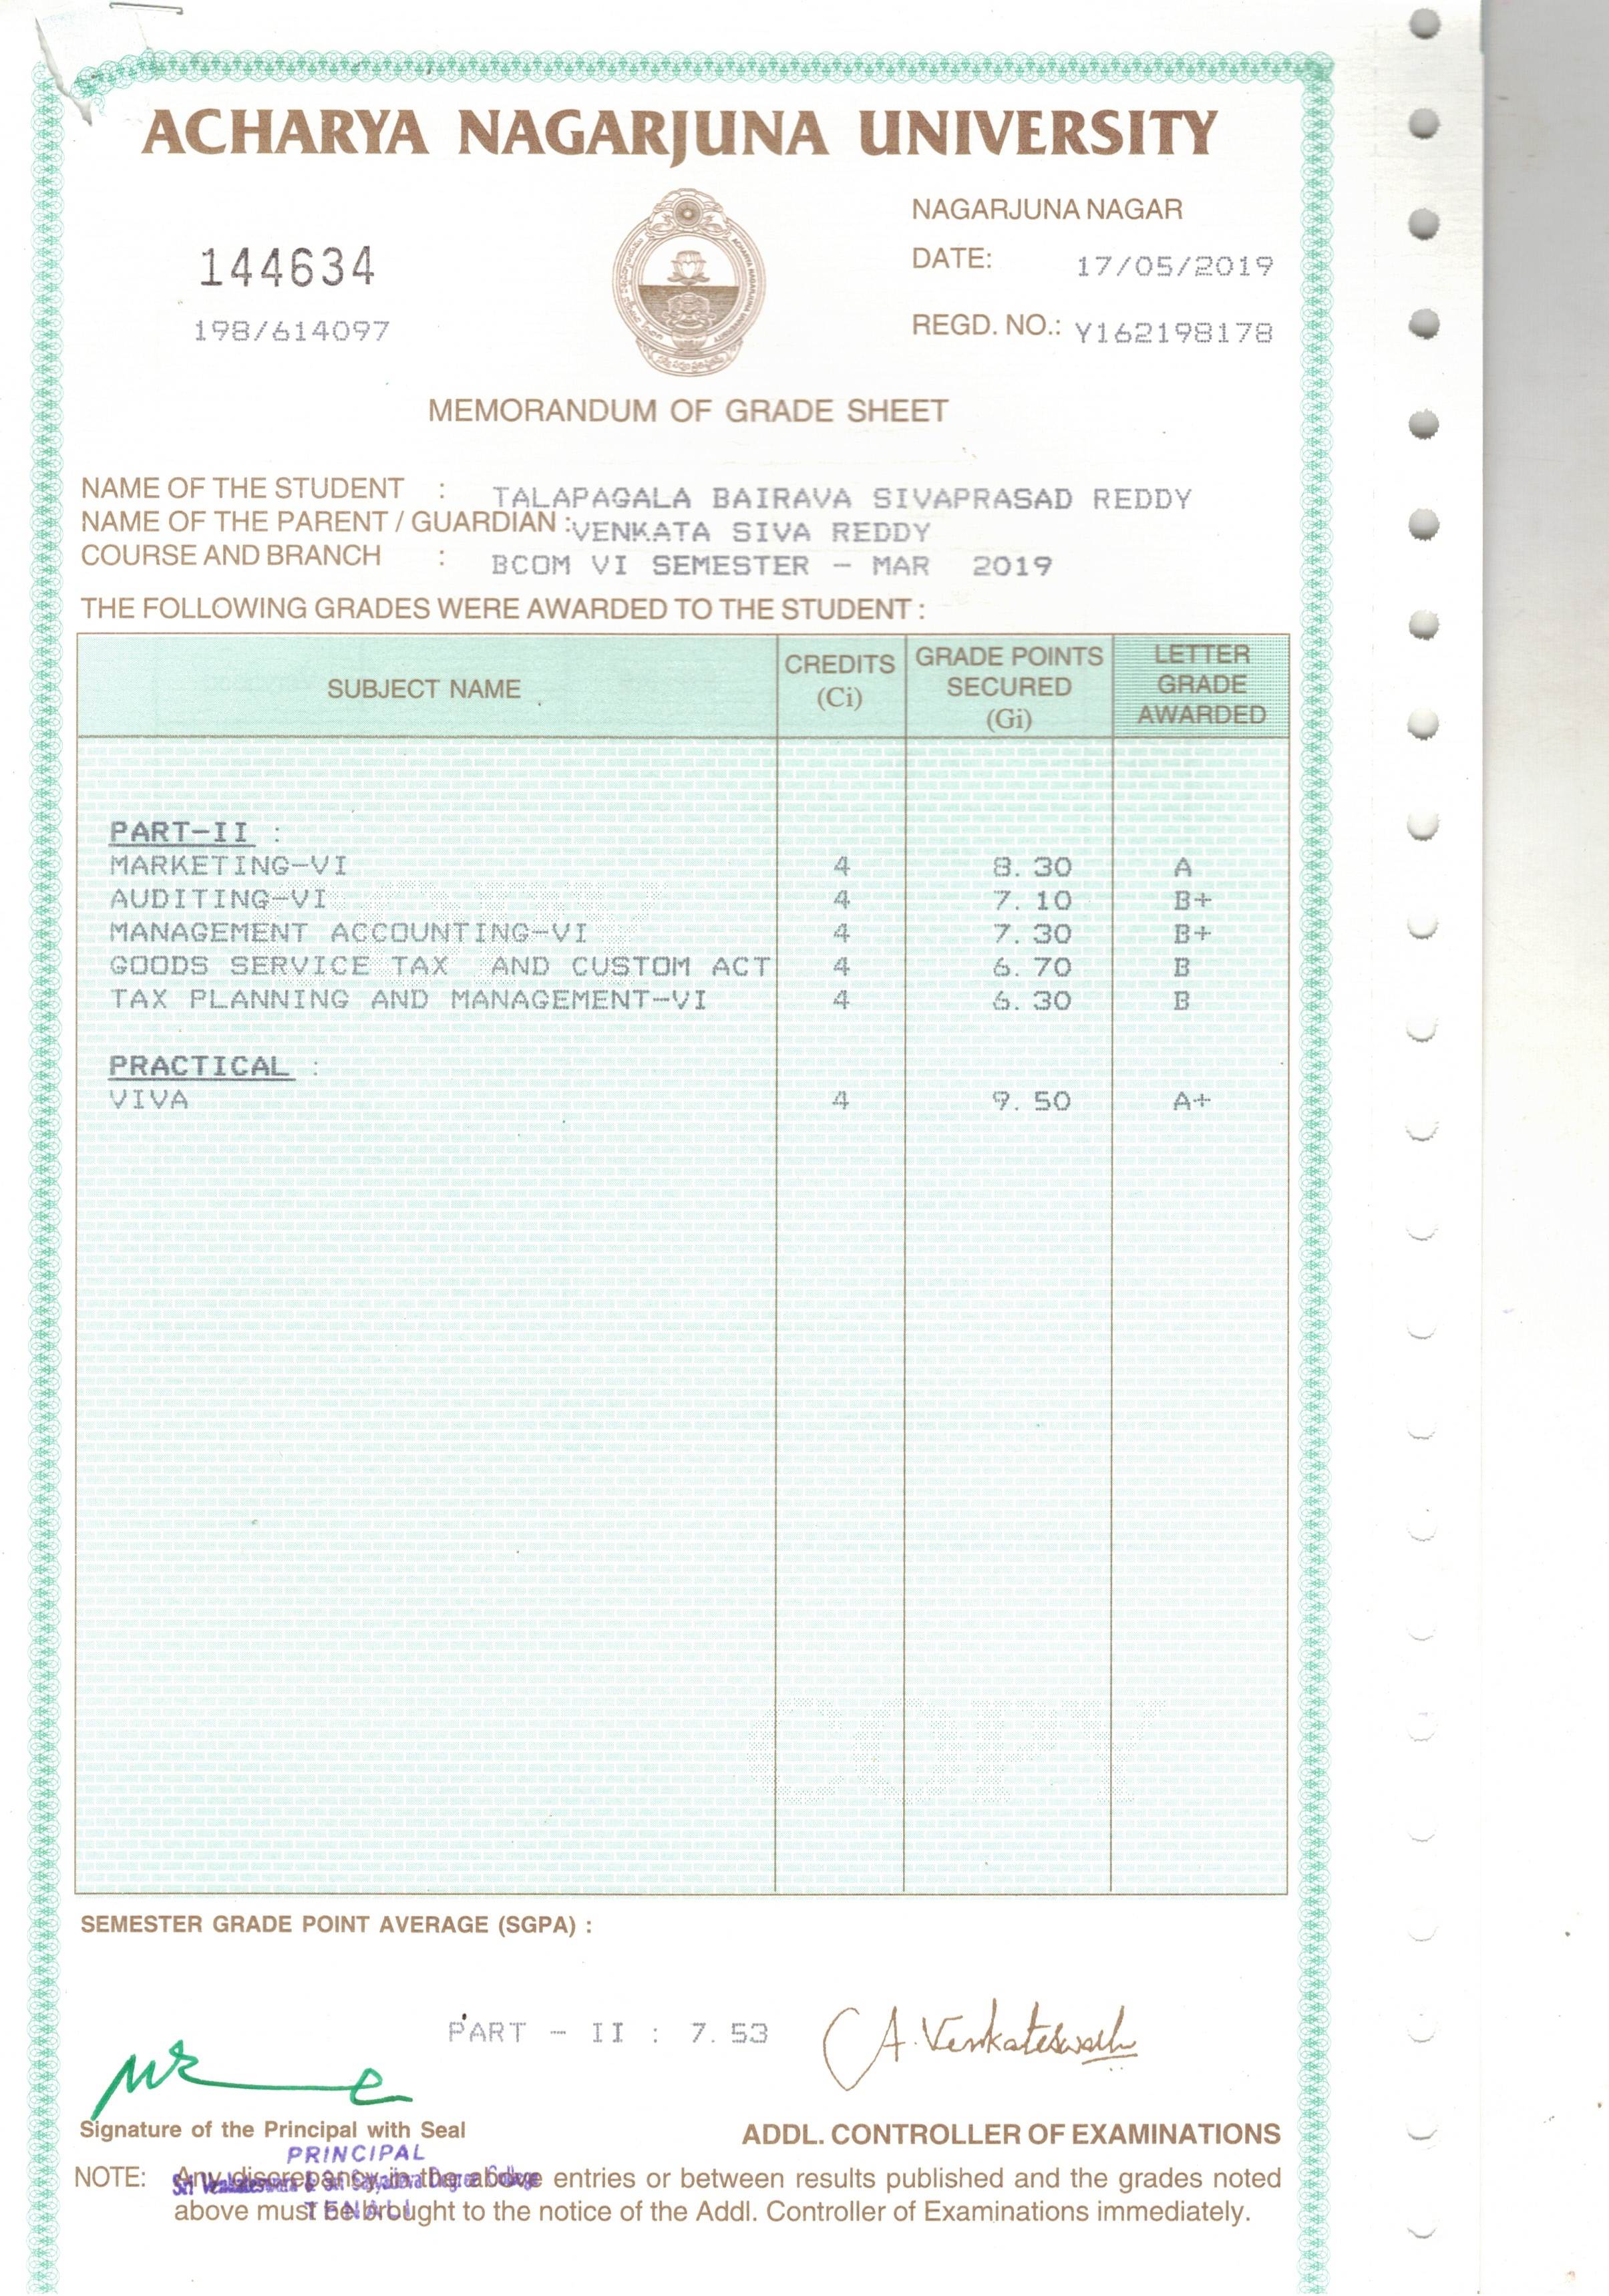 ACHARYA NAGARJUNA UNIVERSITY
NAGARJUNA NAGAR
144634
DATE: 17/05/2019
198/614097
REGD. NO.: Y162198178
MEMORANDUM OF GRADE SHEET
NAME OF THE STUDENT : TALAPAGALA BAIRAVA SIVAPRASAD REDDY
NAME OF THE PARENT / GUARDIAN : VENKATA SIVA REDDY
COURSE AND BRANCH : BCOM VI SEMESTER - MAR 2019
THE FOLLOWING GRADES WERE AWARDED TO THE STUDENT :
SUBJECT NAME CREDITS (Ci) GRADE POINTS SECURED (Gi) LETTER GRADE AWARDED
PART-II :
MARKETING-VI 4 8.30 A
AUDITING-VI 4 7.10 B+
MANAGEMENT ACCOUNTING-VI 4 7.30 B+
GOODS SERVICE TAX AND CUSTOM ACT 4 6.70 B
TAX PLANNING AND MANAGEMENT-VI 4 6.30 B
PRACTICAL :
VIVA 4 9.50 A+
COPY
SEMESTER GRADE POINT AVERAGE (SGPA) :
PART - II : 7.53
A. Venkateswarlu
Signature of the Principal with Seal
ADDL. CONTROLLER OF EXAMINATIONS
PRINCIPAL
NOTE: Any discrepancy in the above entries or between results published and the grades noted
above must be brought to the notice of the Addl. Controller of Examinations immediately.
TENALI